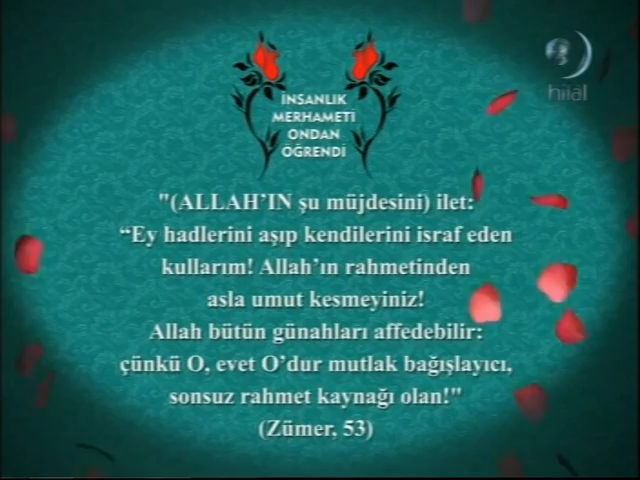 hilal
İNSANLIK
MERHAMETİ
ONDAN
ÖĞRENDİ
"(ALLAH’IN şu müjdesini) ilet:
“Ey hadlerini aşıp kendilerini israf eden
kullarım! Allah’ın rahmetinden
asla umut kesmeyiniz!
Allah bütün günahları affedebilir:
çünkü O, evet O’dur mutlak bağışlayıcı,
sonsuz rahmet kaynağı olan!"
(Zümer, 53)